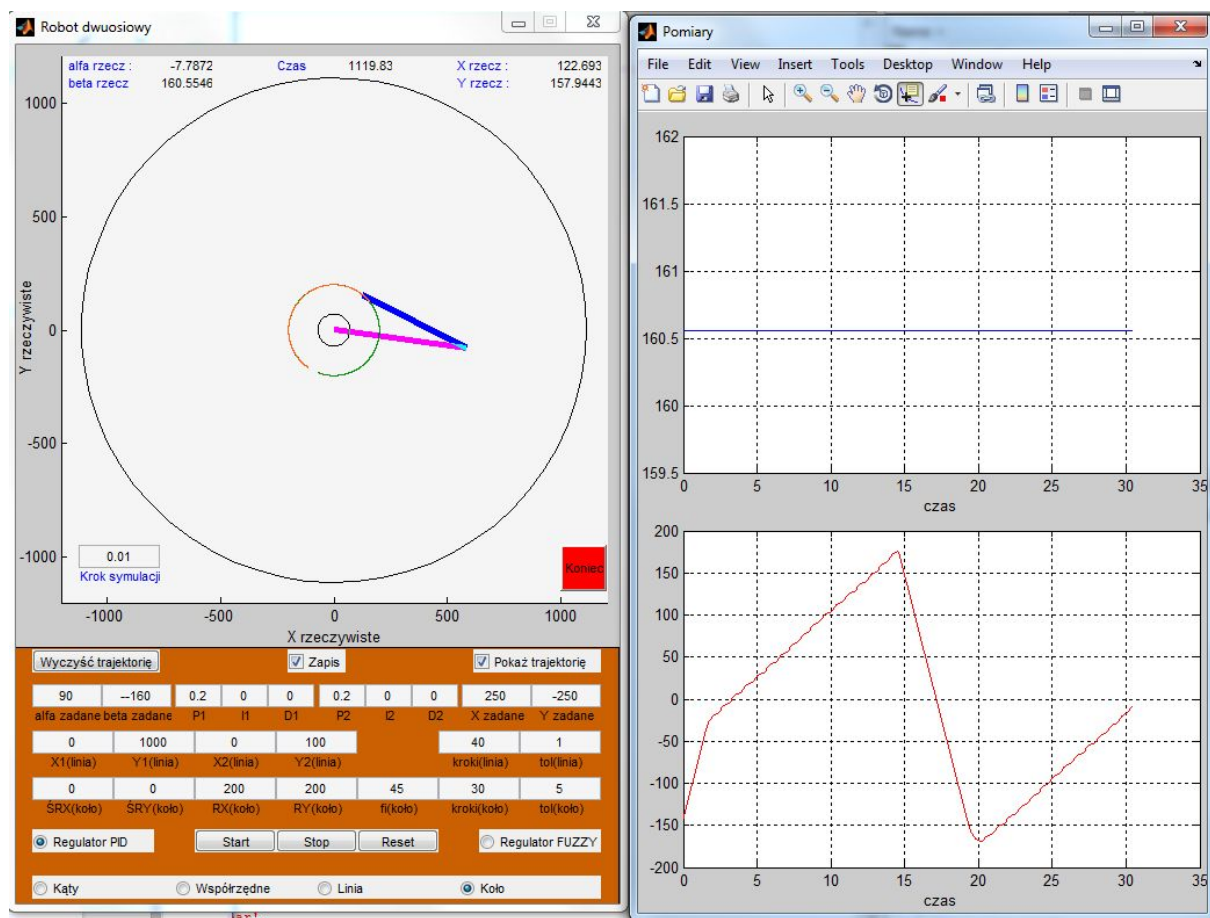 Robot dwuosiowy
alfa rzecz : -7.7872 Czas 1119.83 X rzecz : 122.693
beta rzecz 160.5546 Y rzecz : 157.9443
1000
500
0
-500
-1000
Y rzeczywiste
0.01
Krok symulacji
Koniec
-1000 -500 0 500 1000
X rzeczywiste
Wyczyść trajektorię Zapis Pokaż trajektorię
90 --160 0.2 0 0 0.2 0 0 250 -250
alfa zadane beta zadane P1 I1 D1 P2 I2 D2 X zadane Y zadane
0 1000 0 100 40 1
X1(linia) Y1(linia) X2(linia) Y2(linia) kroki(linia) tol(linia)
0 0 200 200 45 30 5
ŚRX(koło) ŚRY(koło) RX(koło) RY(koło) fi(koło) kroki(koło) tol(koło)
Regulator PID Start Stop Reset Regulator FUZZY
Kąty Współrzędne Linia Koło
Pomiary
File Edit View Insert Tools Desktop Window Help
162
161.5
161
160.5
160
159.5
0 5 10 15 20 25 30 35
czas
200
150
100
50
0
-50
-100
-150
-200
0 5 10 15 20 25 30 35
czas